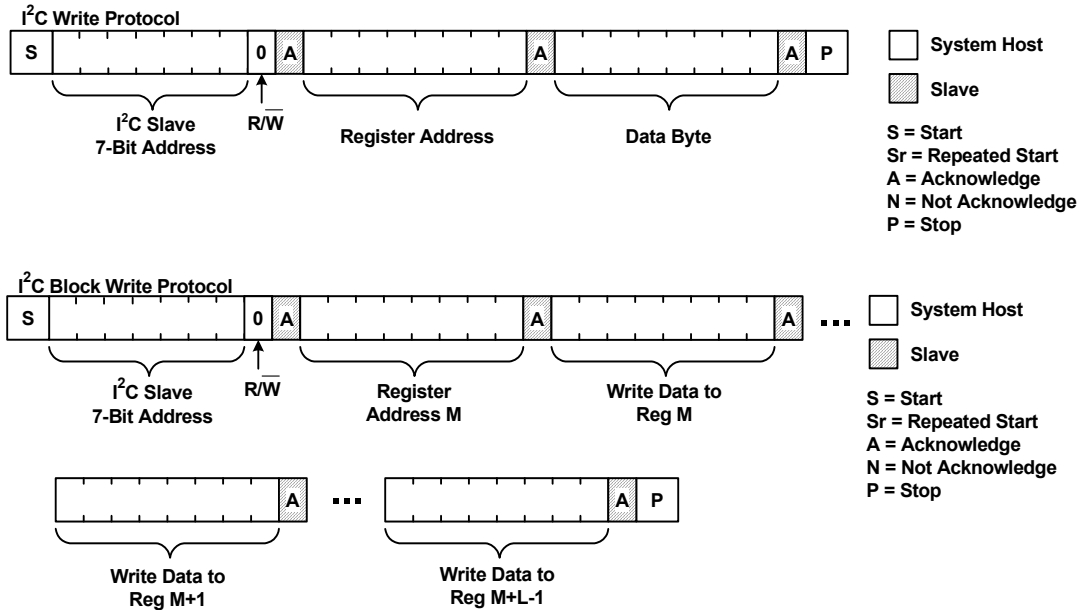 I²C Write Protocol
S 0 A A A P
I²C Slave
7-Bit Address
R/W̅
Register Address
Data Byte
System Host
Slave
S = Start
Sr = Repeated Start
A = Acknowledge
N = Not Acknowledge
P = Stop
I²C Block Write Protocol
S 0 A A A ...
I²C Slave
7-Bit Address
R/W̅
Register
Address M
Write Data to
Reg M
System Host
Slave
S = Start
Sr = Repeated Start
A = Acknowledge
N = Not Acknowledge
P = Stop
A ... A P
Write Data to
Reg M+1
Write Data to
Reg M+L-1